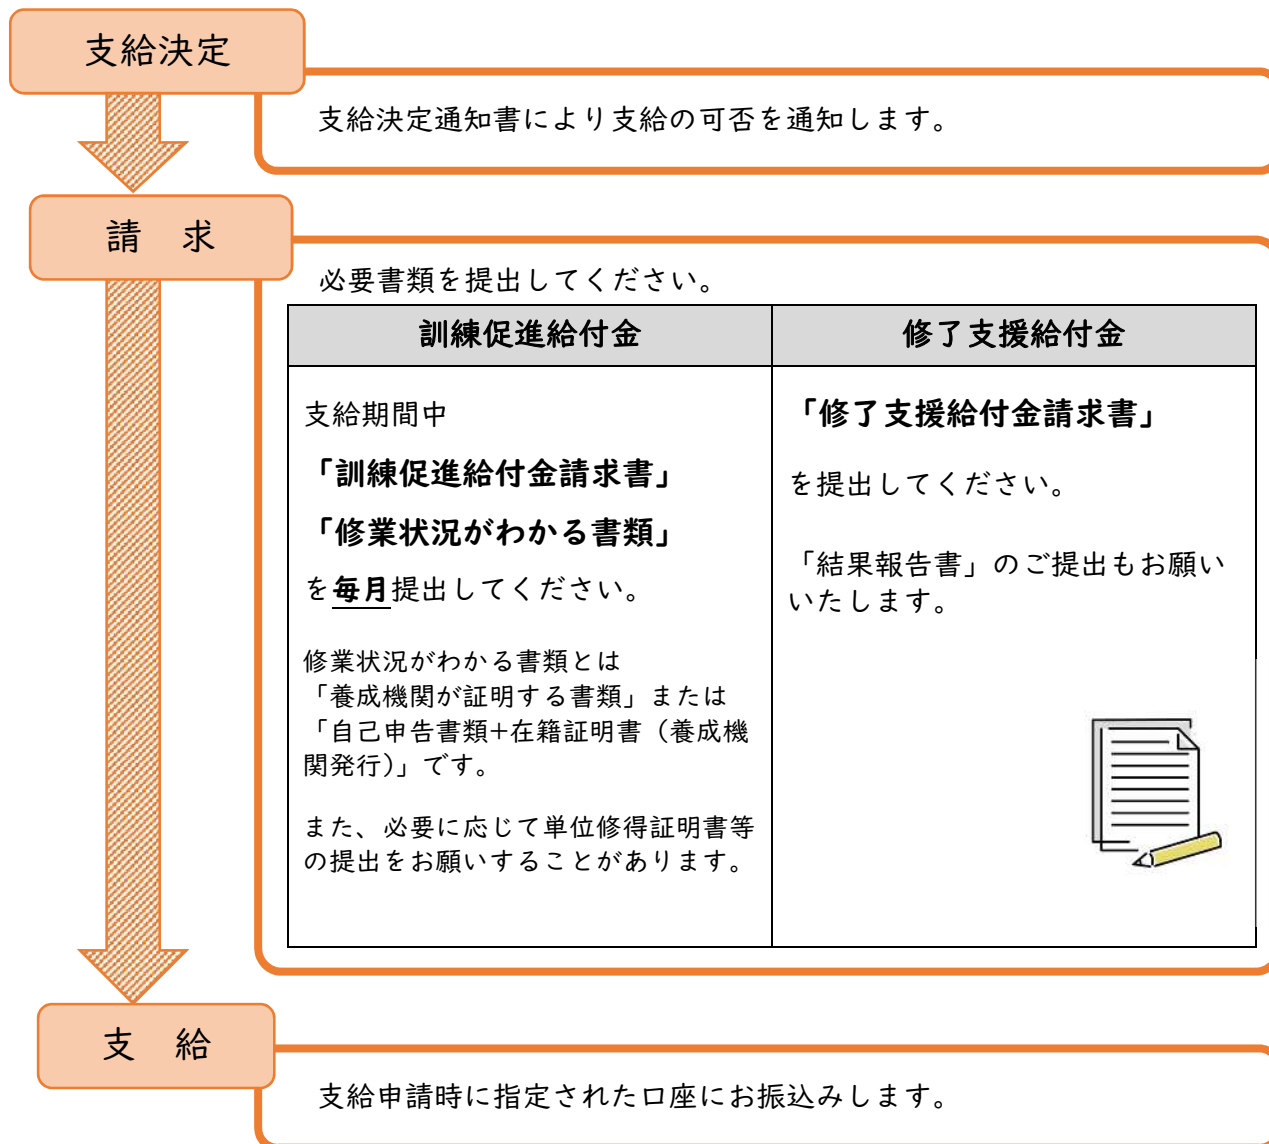 支給決定
支給決定通知書により支給の可否を通知します。
請　求
必要書類を提出してください。
訓練促進給付金
支給期間中
「訓練促進給付金請求書」
「修業状況がわかる書類」
を毎月提出してください。
修業状況がわかる書類とは
「養成機関が証明する書類」または
「自己申告書類+在籍証明書（養成機
関発行)」です。
また、必要に応じて単位修得証明書等
の提出をお願いすることがあります。
修了支援給付金
「修了支援給付金請求書」
を提出してください。
「結果報告書」のご提出もお願い
いたします。
支　給
支給申請時に指定された口座にお振込みします。